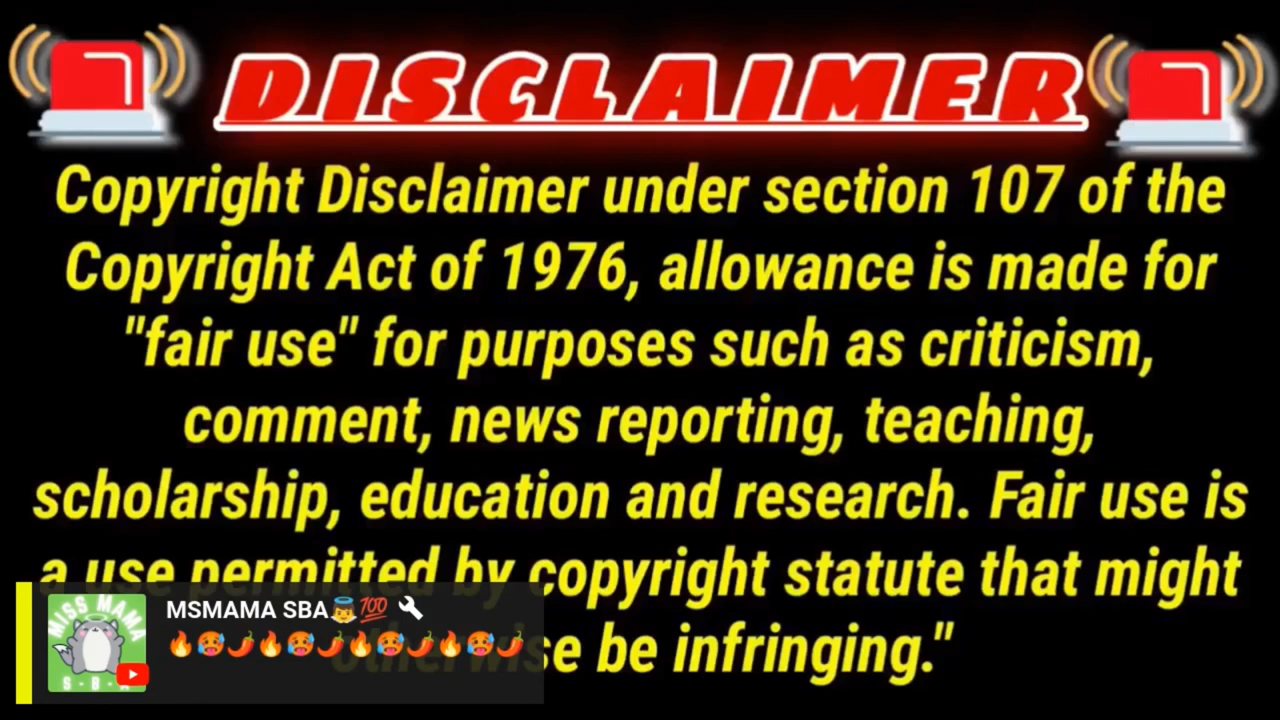 DISCLAIMER
Copyright Disclaimer under section 107 of the
Copyright Act of 1976, allowance is made for
"fair use" for purposes such as criticism,
comment, news reporting, teaching,
scholarship, education and research. Fair use is
a use permitted by copyright statute that might
otherwise be infringing."
MISS MAMA
S · B · A
MSMAMA SBA👼💯 🔧
🔥🥵🌶️🔥🥵🌶️🔥🥵🌶️🔥🥵🌶️